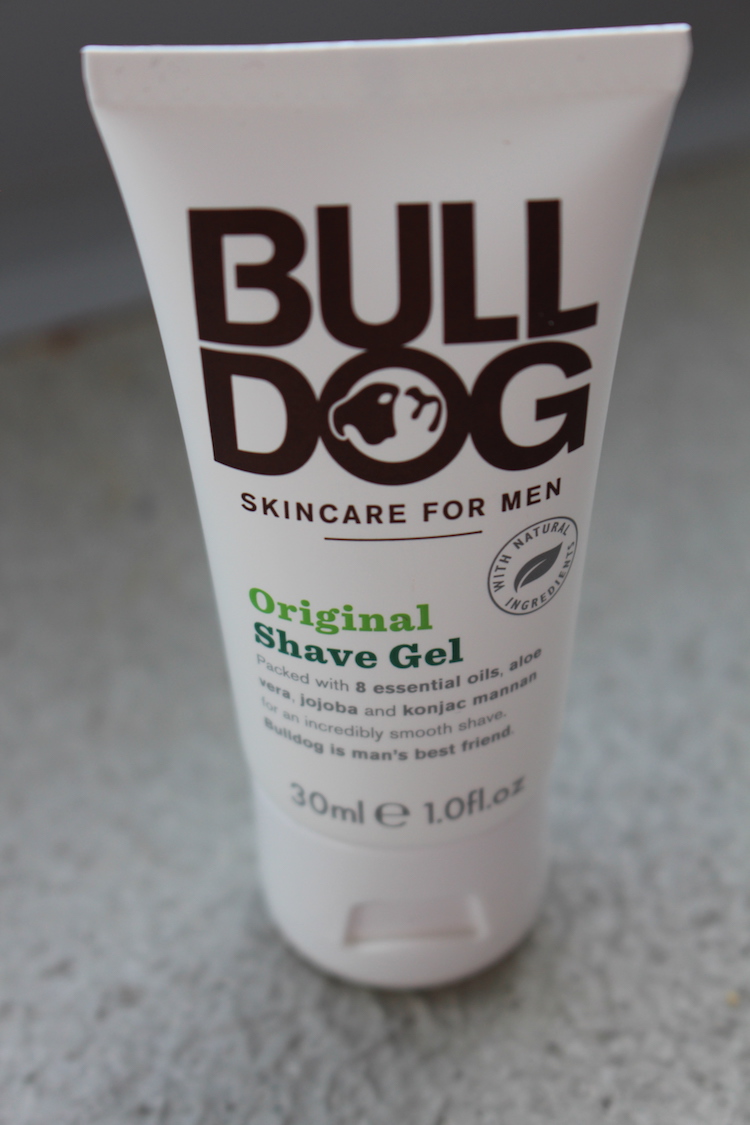 BULL
DOG
SKINCARE FOR MEN
WITH NATURAL
INGREDIENTS
Original
Shave Gel
Packed with 8 essential oils, aloe
vera, jojoba and konjac mannan
for an incredibly smooth shave.
Bulldog is man's best friend.
30ml ℮ 1.0fl.oz